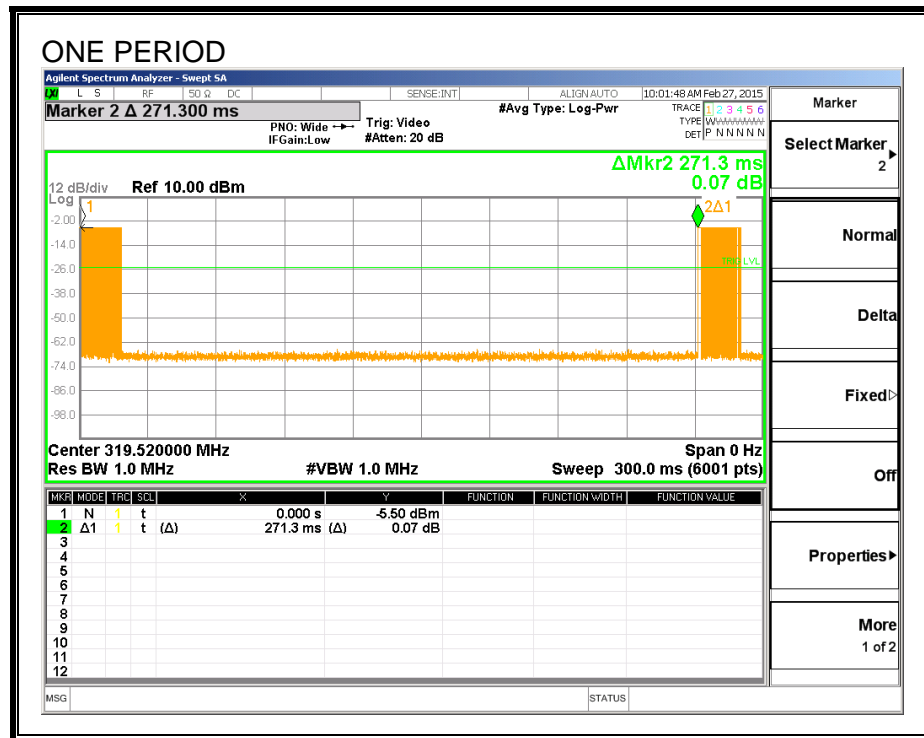 ONE PERIOD
Agilent Spectrum Analyzer - Swept SA
LXI L S RF 50 Ω DC SENSE:INT ALIGN AUTO 10:01:48 AM Feb 27, 2015
Marker 2 Δ 271.300 ms
PNO: Wide
IFGain:Low
Trig: Video
#Atten: 20 dB
#Avg Type: Log-Pwr
TRACE 1 2 3 4 5 6
TYPE
DET P N N N N N
ΔMkr2 271.3 ms
0.07 dB
12 dB/div Ref 10.00 dBm
Log
1
2Δ1
-2.00
-14.0
-26.0
TRIG LVL
-38.0
-50.0
-62.0
-74.0
-86.0
-98.0
Center 319.520000 MHz Span 0 Hz
Res BW 1.0 MHz #VBW 1.0 MHz Sweep 300.0 ms (6001 pts)
MKR MODE TRC SCL X Y FUNCTION FUNCTION WIDTH FUNCTION VALUE
1 N 1 t 0.000 s -5.50 dBm
2 Δ1 1 t (Δ) 271.3 ms (Δ) 0.07 dB
3
4
5
6
7
8
9
10
11
12
MSG STATUS
Marker
Select Marker
2
Normal
Delta
Fixed
Off
Properties
More
1 of 2